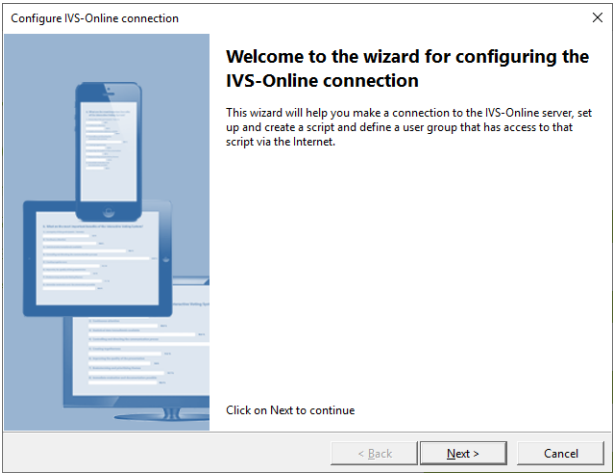 Configure IVS-Online connection
Welcome to the wizard for configuring the
IVS-Online connection
This wizard will help you make a connection to the IVS-Online server, set
up and create a script and define a user group that has access to that
script via the Internet.
Click on Next to continue
< Back
Next >
Cancel